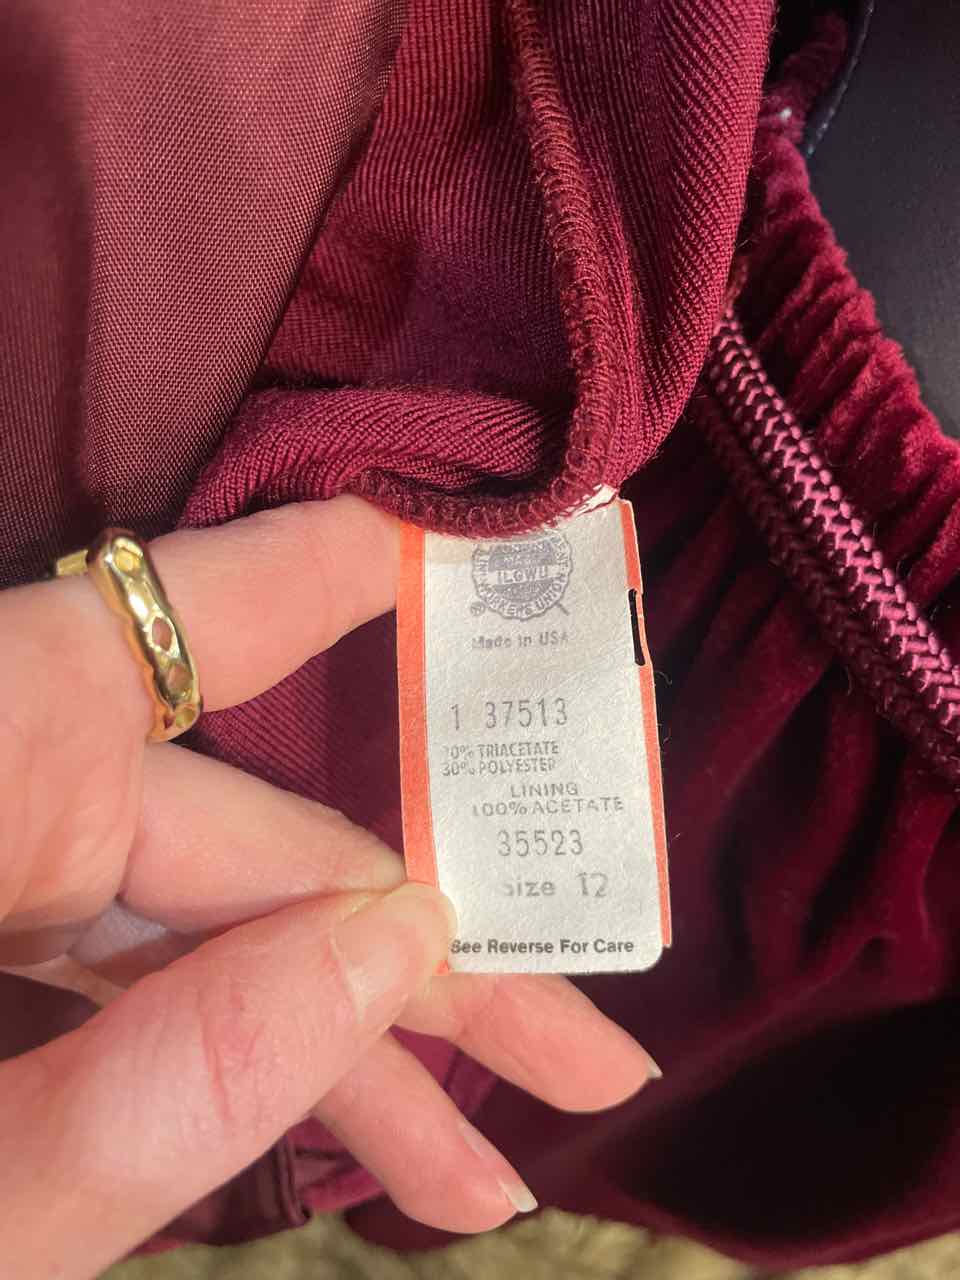 ILGWU
Made in USA
1 37513
70% TRIACETATE
30% POLYESTER
LINING
100% ACETATE
35523
Size 12
See Reverse For Care